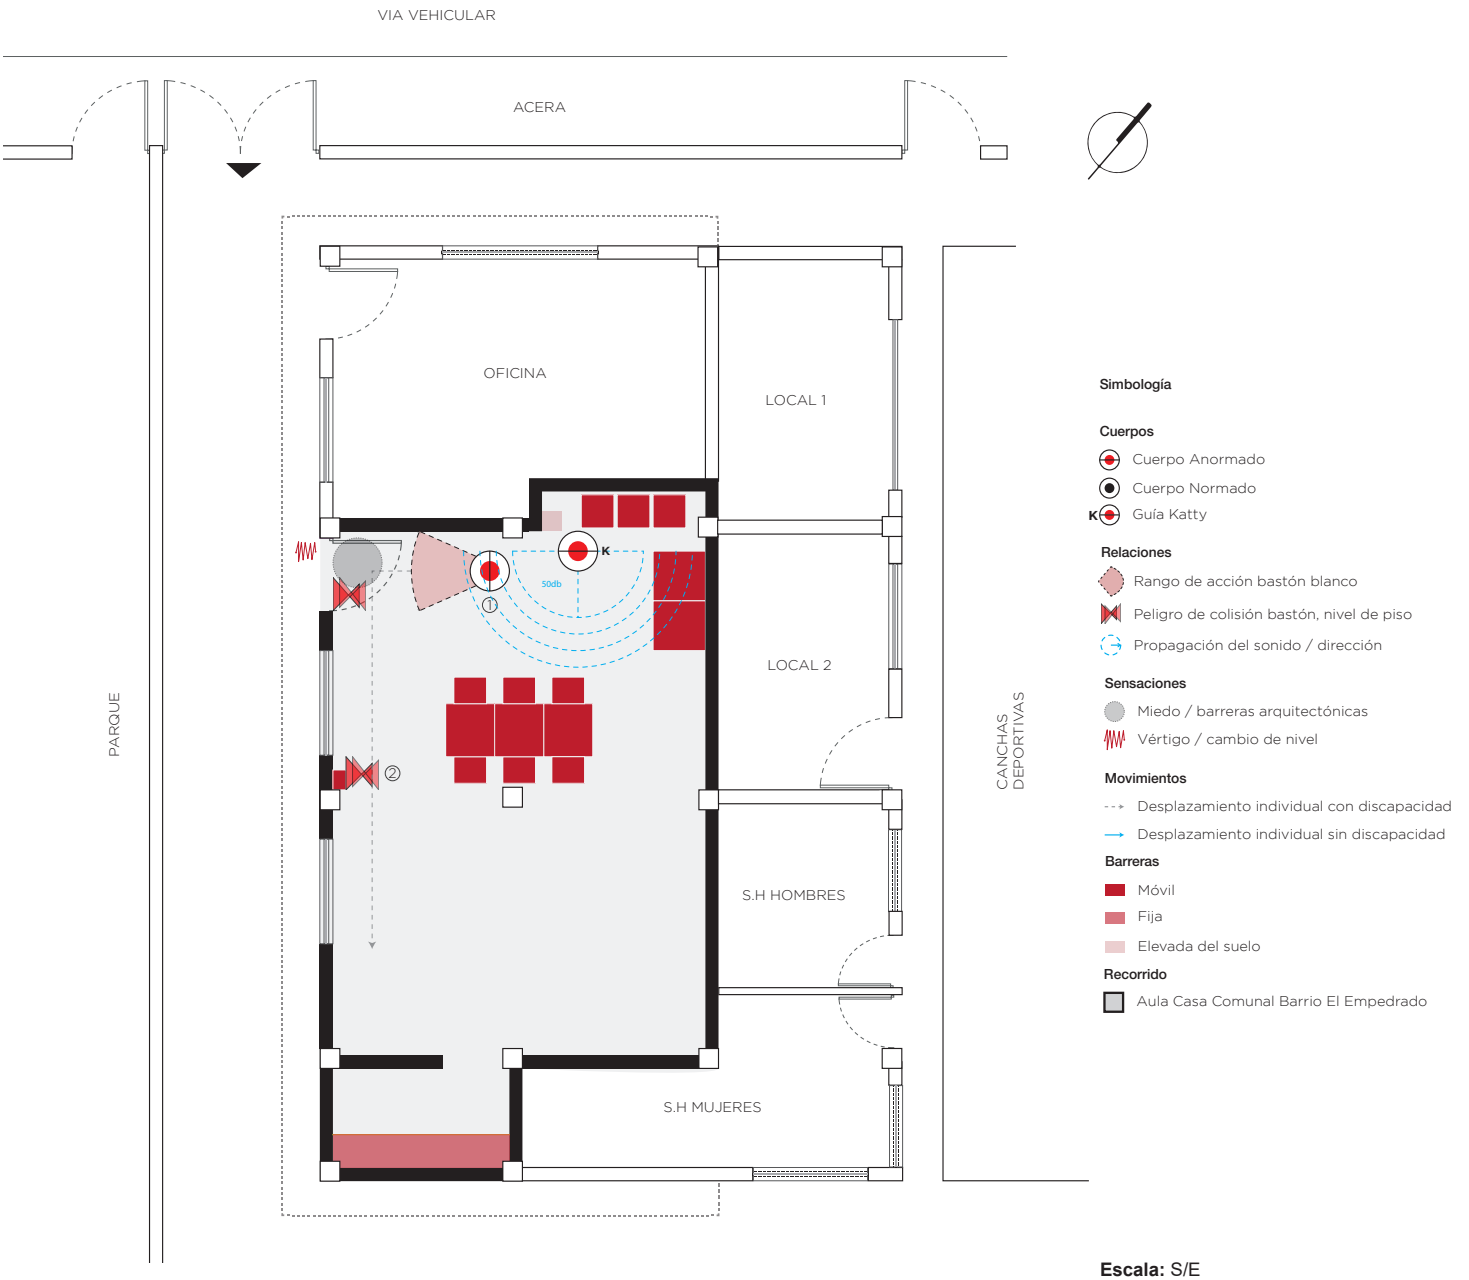 VIA VEHICULAR
ACERA
OFICINA
LOCAL 1
K
50db
①
LOCAL 2
PARQUE
②
CANCHAS
DEPORTIVAS
S.H HOMBRES
S.H MUJERES
Simbología
Cuerpos
Cuerpo Anormado
Cuerpo Normado
K Guía Katty
Relaciones
Rango de acción bastón blanco
Peligro de colisión bastón, nivel de piso
Propagación del sonido / dirección
Sensaciones
Miedo / barreras arquitectónicas
Vértigo / cambio de nivel
Movimientos
Desplazamiento individual con discapacidad
Desplazamiento individual sin discapacidad
Barreras
Móvil
Fija
Elevada del suelo
Recorrido
Aula Casa Comunal Barrio El Empedrado
Escala: S/E